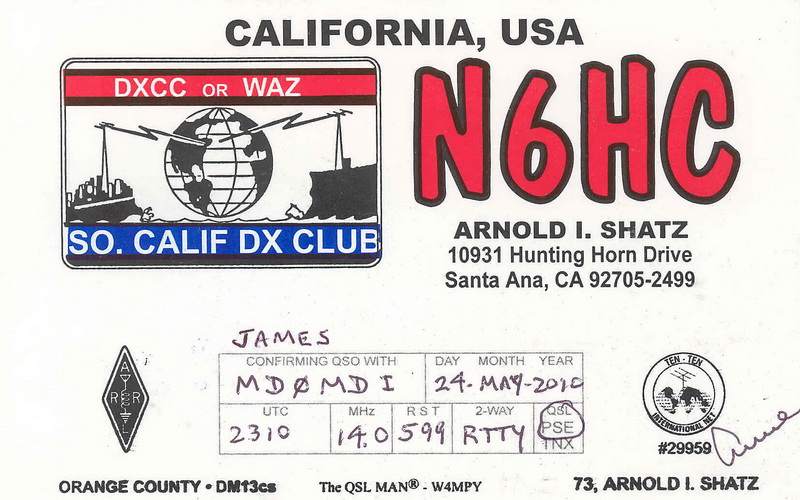 CALIFORNIA, USA
DXCC OR WAZ
SO. CALIF DX CLUB
N6HC
ARNOLD I. SHATZ
10931 Hunting Horn Drive
Santa Ana, CA 92705-2499
JAMES
CONFIRMING QSO WITH DAY MONTH YEAR
MDØMDI 24-MAY-2010
UTC MHz RST 2-WAY QSL
2310 14.0 599 RTTY PSE
TNX
A
R R
L
TEN-TEN
INTERNATIONAL NET
#29959
Arnie
ORANGE COUNTY • DM13cs
The QSL MAN® - W4MPY
73, ARNOLD I. SHATZ